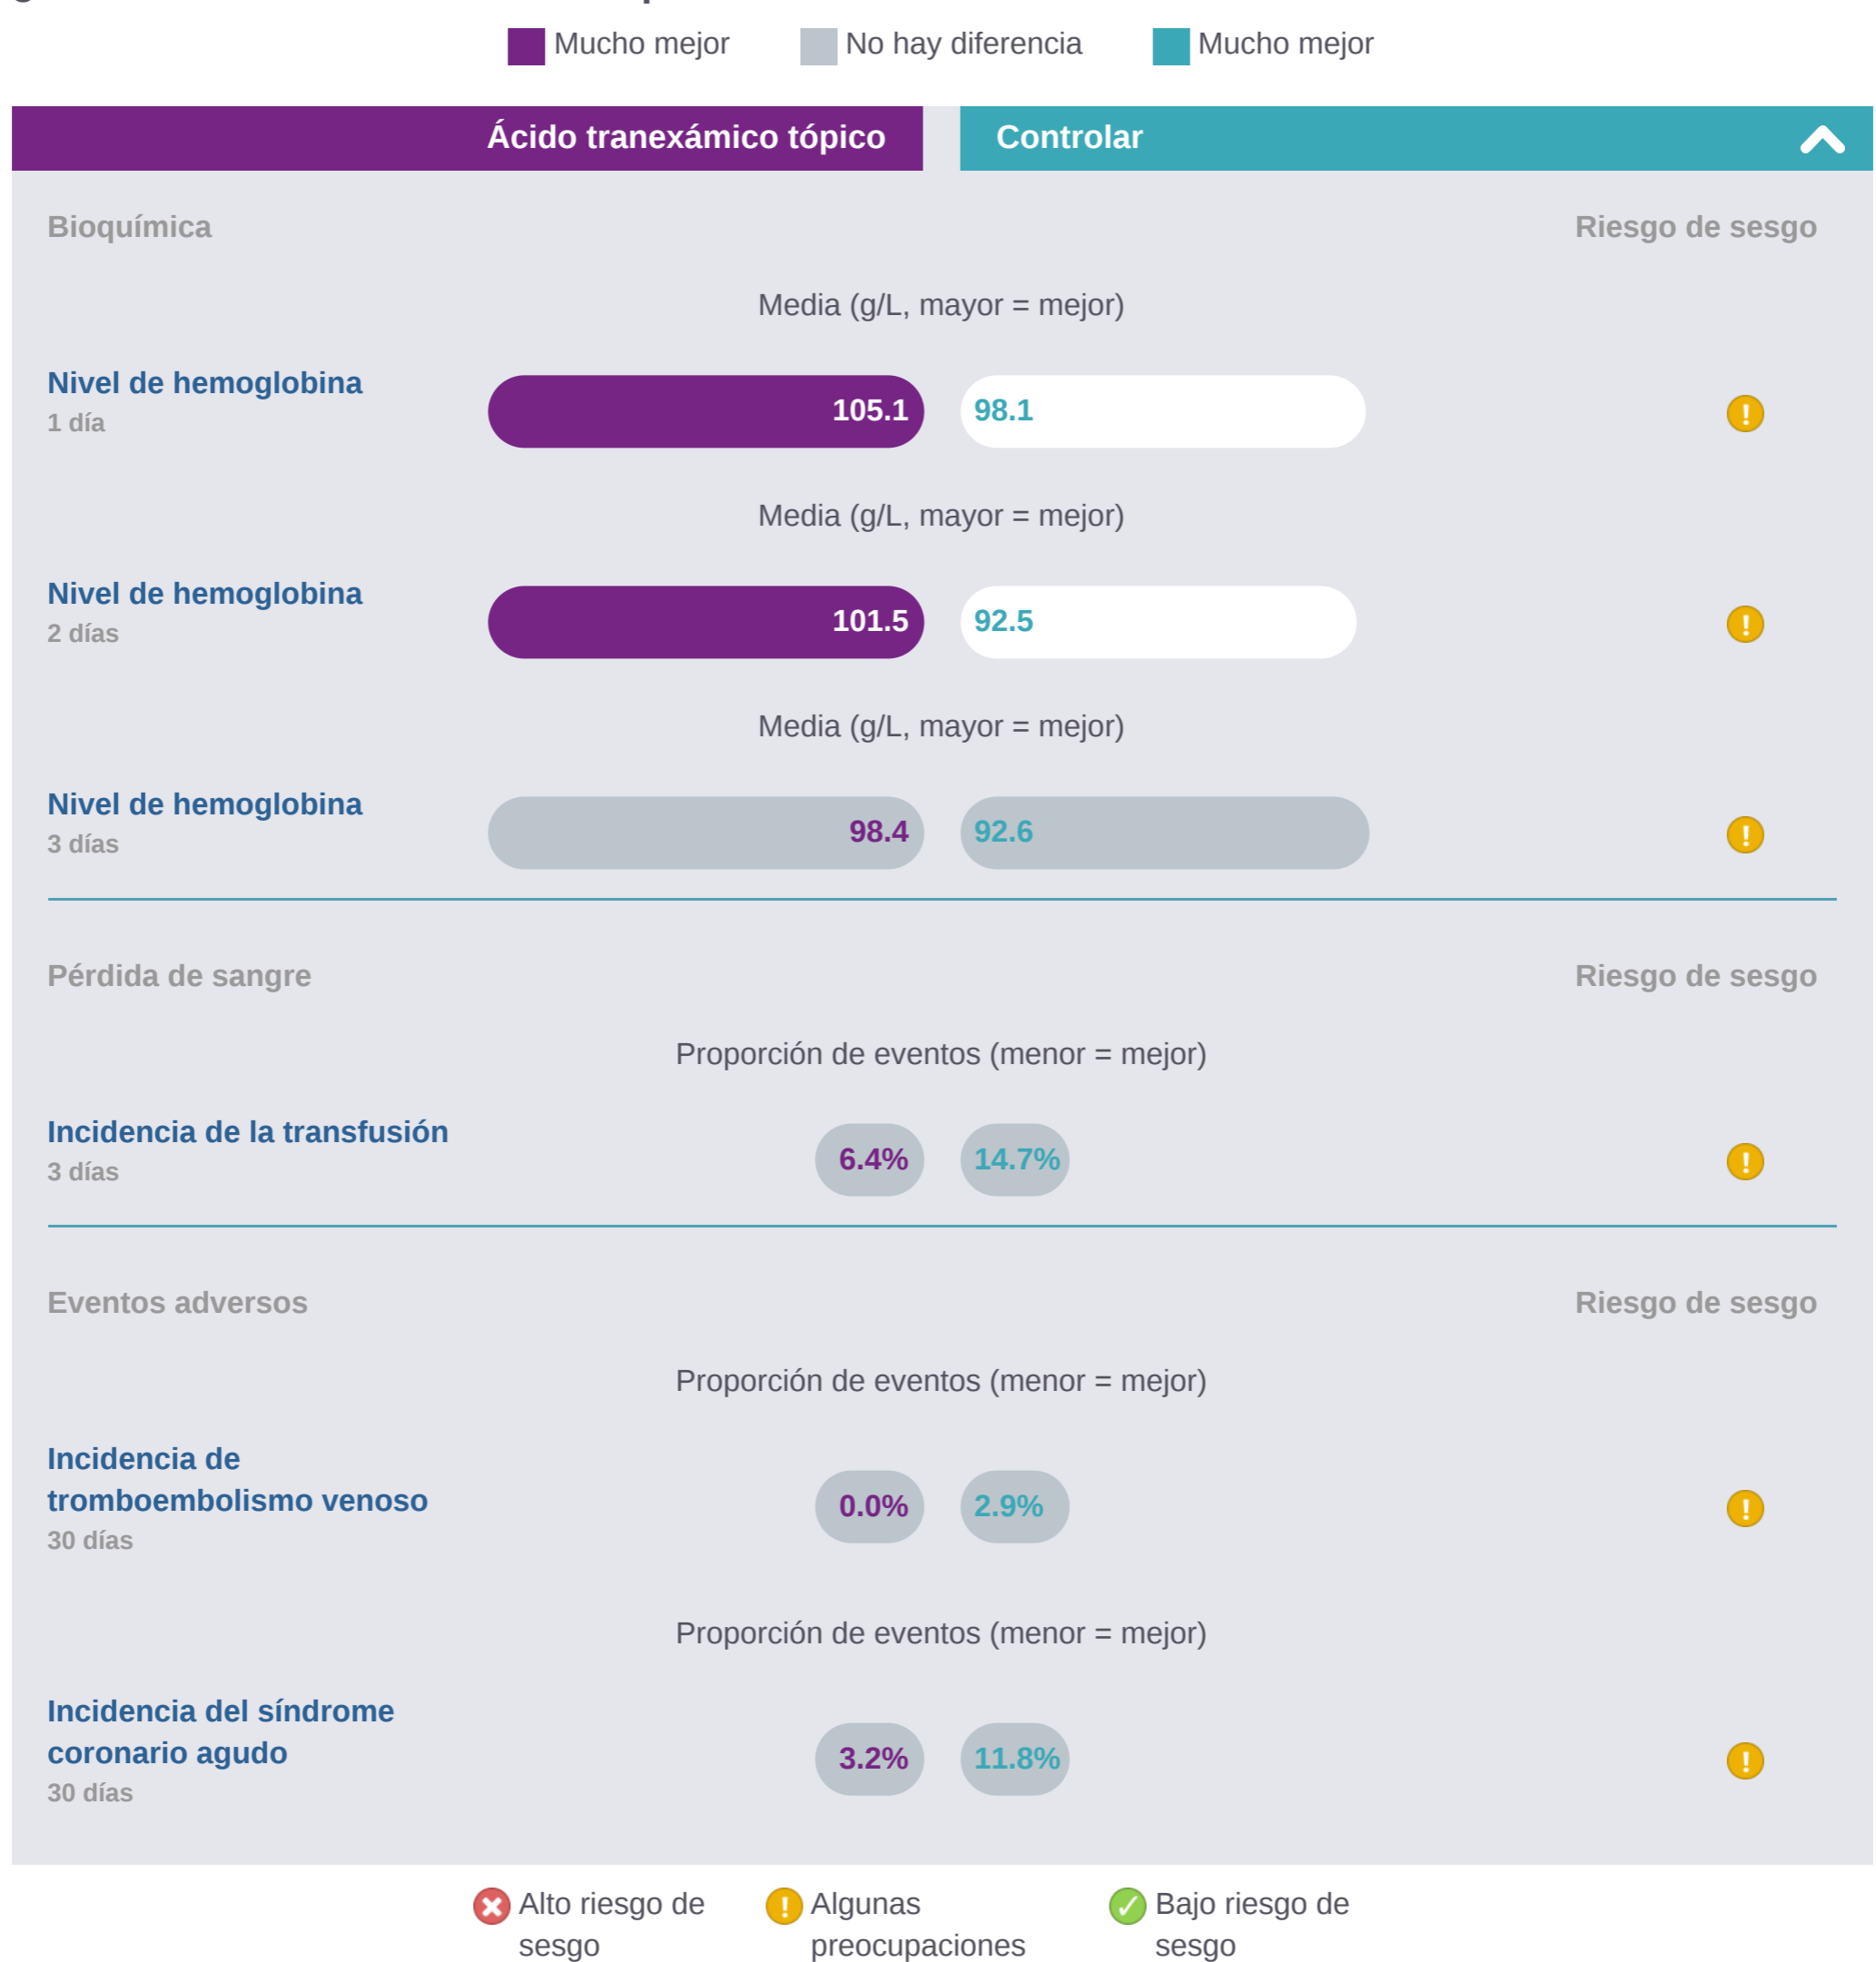 Mucho mejor No hay diferencia Mucho mejor
Ácido tranexámico tópico Controlar
Bioquímica Riesgo de sesgo
Media (g/L, mayor = mejor)
Nivel de hemoglobina
1 día
105.1 98.1
Media (g/L, mayor = mejor)
Nivel de hemoglobina
2 días
101.5 92.5
Media (g/L, mayor = mejor)
Nivel de hemoglobina
3 días
98.4 92.6
Pérdida de sangre Riesgo de sesgo
Proporción de eventos (menor = mejor)
Incidencia de la transfusión
3 días
6.4% 14.7%
Eventos adversos Riesgo de sesgo
Proporción de eventos (menor = mejor)
Incidencia de
tromboembolismo venoso
30 días
0.0% 2.9%
Proporción de eventos (menor = mejor)
Incidencia del síndrome
coronario agudo
30 días
3.2% 11.8%
Alto riesgo de
sesgo
Algunas
preocupaciones
Bajo riesgo de
sesgo